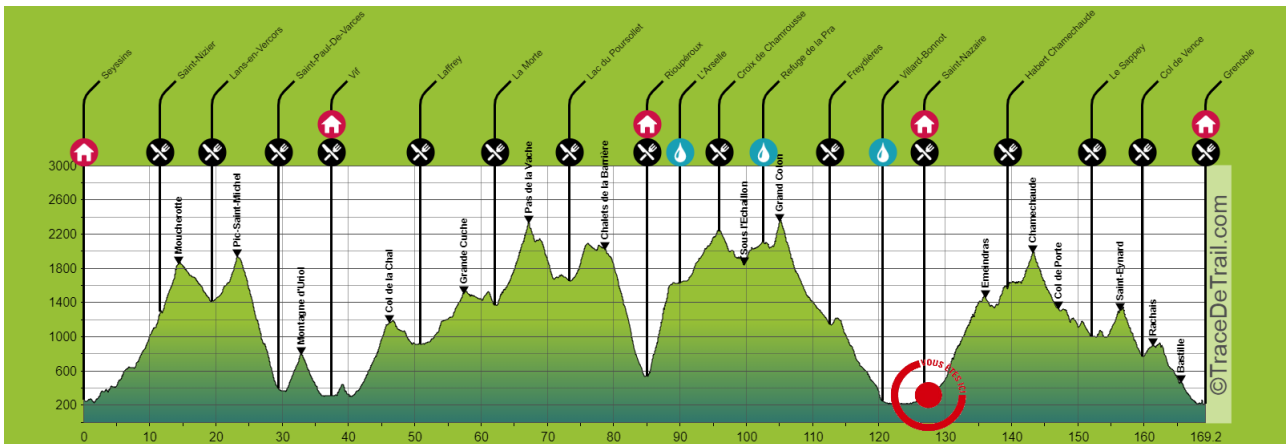 Seyssins
Saint-Nizier
Lans-en-Vercors
Saint-Paul-De-Varces
Vif
Laffrey
La Morte
Lac du Poursollet
Rioupéroux
L'Arselle
Croix de Chamrousse
Refuge de la Pra
Freydières
Villard-Bonnot
Saint-Nazaire
Habert Chamechaude
Le Sappey
Col de Vence
Grenoble
3000
2600
2200
1800
1400
1000
600
200
Moucherotte
Pic-Saint-Michel
Montagne d'Uriol
Col de la Chal
Grande Cuche
Pas de la Vache
Chalets de la Barrière
Sous l'Echaillon
Grand Colon
Emeindras
Chamechaude
Col de Porte
Saint-Eynard
Rachais
Bastille
VOUS ÊTES ICI
©TraceDeTrail.com
0 10 20 30 40 50 60 70 80 90 100 110 120 130 140 150 160 169.2